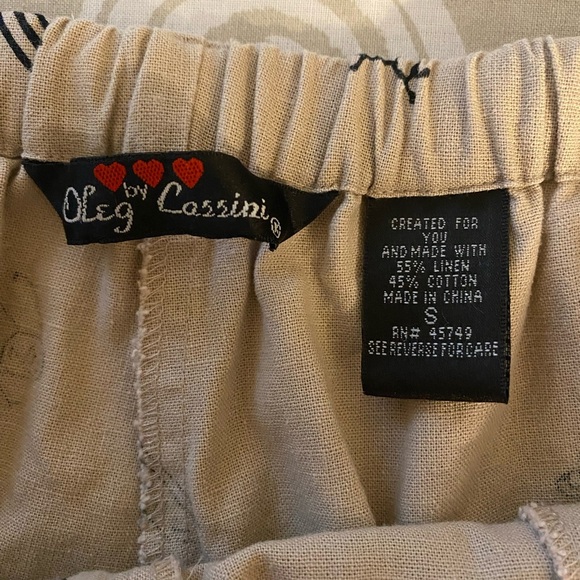 by
Oleg Cassini®
CREATED FOR
YOU
AND MADE WITH
55% LINEN
45% COTTON
MADE IN CHINA
S
RN# 45749
SEE REVERSE FOR CARE